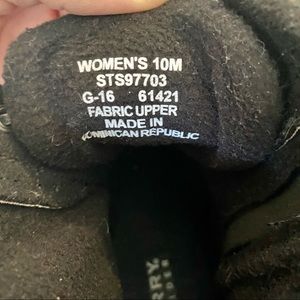 WOMEN'S 10M
STS97703
G-16 61421
FABRIC UPPER
MADE IN
DOMINICAN REPUBLIC